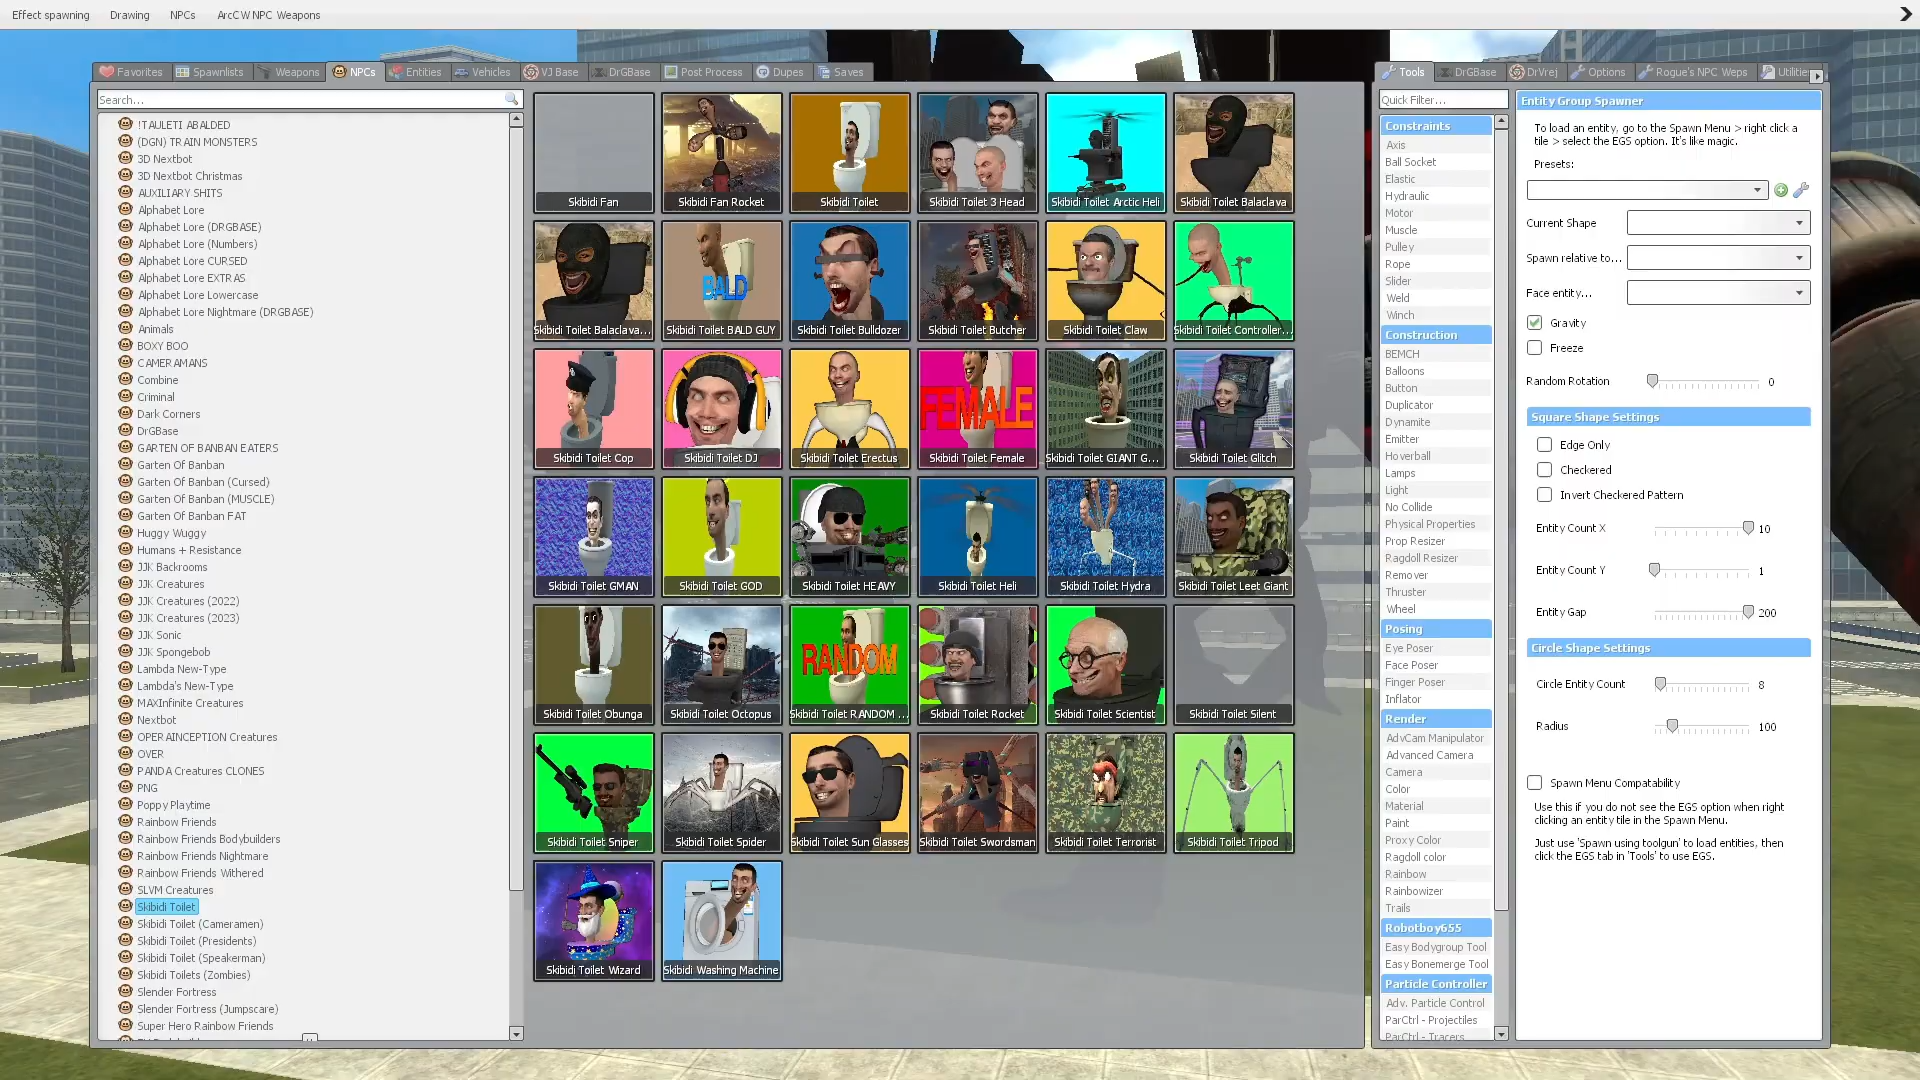 Effect spawning Drawing NPCs ArcCW NPC Weapons
Favorites Spawnlists Weapons NPCs Entities Vehicles VJ Base DrGBase Post Process Dupes Saves
Search...
!TAULETI ABALDED
(DGN) TRAIN MONSTERS
3D Nextbot
3D Nextbot Christmas
AUXILIARY SHITS
Alphabet Lore
Alphabet Lore (DRGBASE)
Alphabet Lore (Numbers)
Alphabet Lore CURSED
Alphabet Lore EXTRAS
Alphabet Lore Lowercase
Alphabet Lore Nightmare (DRGBASE)
Animals
BOXY BOO
CAMERAMANS
Combine
Criminal
Dark Corners
DrGBase
GARTEN OF BANBAN EATERS
Garten Of Banban
Garten Of Banban (Cursed)
Garten Of Banban (MUSCLE)
Garten Of Banban FAT
Huggy Wuggy
Humans + Resistance
JJK Backrooms
JJK Creatures
JJK Creatures (2022)
JJK Creatures (2023)
JJK Sonic
JJK Spongebob
Lambda New-Type
Lambda's New-Type
MAXInfinite Creatures
Nextbot
OPERAINCEPTION Creatures
OVER
PANDA Creatures CLONES
PNG
Poppy Playtime
Rainbow Friends
Rainbow Friends Bodybuilders
Rainbow Friends Nightmare
Rainbow Friends Withered
SLVM Creatures
Skibidi Toilet
Skibidi Toilet (Cameramen)
Skibidi Toilet (Presidents)
Skibidi Toilet (Speakerman)
Skibidi Toilets (Zombies)
Slender Fortress
Slender Fortress (Jumpscare)
Super Hero Rainbow Friends
Skibidi Fan Skibidi Fan Rocket Skibidi Toilet Skibidi Toilet 3 Head Skibidi Toilet Arctic Heli Skibidi Toilet Balaclava
BALD
Skibidi Toilet Balaclava... Skibidi Toilet BALD GUY Skibidi Toilet Bulldozer Skibidi Toilet Butcher Skibidi Toilet Claw Skibidi Toilet Controller...
FEMALE
Skibidi Toilet Cop Skibidi Toilet DJ Skibidi Toilet Erectus Skibidi Toilet Female Skibidi Toilet GIANT G... Skibidi Toilet Glitch
Skibidi Toilet GMAN Skibidi Toilet GOD Skibidi Toilet HEAVY Skibidi Toilet Heli Skibidi Toilet Hydra Skibidi Toilet Leet Giant
RANDOM
Skibidi Toilet Obunga Skibidi Toilet Octopus Skibidi Toilet RANDOM ... Skibidi Toilet Rocket Skibidi Toilet Scientist Skibidi Toilet Silent
Skibidi Toilet Sniper Skibidi Toilet Spider Skibidi Toilet Sun Glasses Skibidi Toilet Swordsman Skibidi Toilet Terrorist Skibidi Toilet Tripod
Skibidi Toilet Wizard Skibidi Washing Machine
Tools DrGBase DrVrej Options Rogue's NPC Weps Utilitie
Quick Filter...
Constraints
Axis
Ball Socket
Elastic
Hydraulic
Motor
Muscle
Pulley
Rope
Slider
Weld
Winch
Construction
BEMCH
Balloons
Button
Duplicator
Dynamite
Emitter
Hoverball
Lamps
Light
No Collide
Physical Properties
Prop Resizer
Ragdoll Resizer
Remover
Thruster
Wheel
Posing
Eye Poser
Face Poser
Finger Poser
Inflator
Render
AdvCam Manipulator
Advanced Camera
Camera
Color
Material
Paint
Proxy Color
Ragdoll color
Rainbow
Rainbowizer
Trails
Robotboy655
Easy Bodygroup Tool
Easy Bonemerge Tool
Particle Controller
Adv. Particle Control
ParCtrl - Projectiles
ParCtrl - Tracers
Entity Group Spawner
To load an entity, go to the Spawn Menu > right click a
tile > select the EGS option. It's like magic.
Presets:
Current Shape
Spawn relative to...
Face entity...
Gravity
Freeze
Random Rotation 0
Square Shape Settings
Edge Only
Checkered
Invert Checkered Pattern
Entity Count X 10
Entity Count Y 1
Entity Gap 200
Circle Shape Settings
Circle Entity Count 8
Radius 100
Spawn Menu Compatability
Use this if you do not see the EGS option when right
clicking an entity tile in the Spawn Menu.
Just use 'Spawn using toolgun' to load entities, then
click the EGS tab in 'Tools' to use EGS.